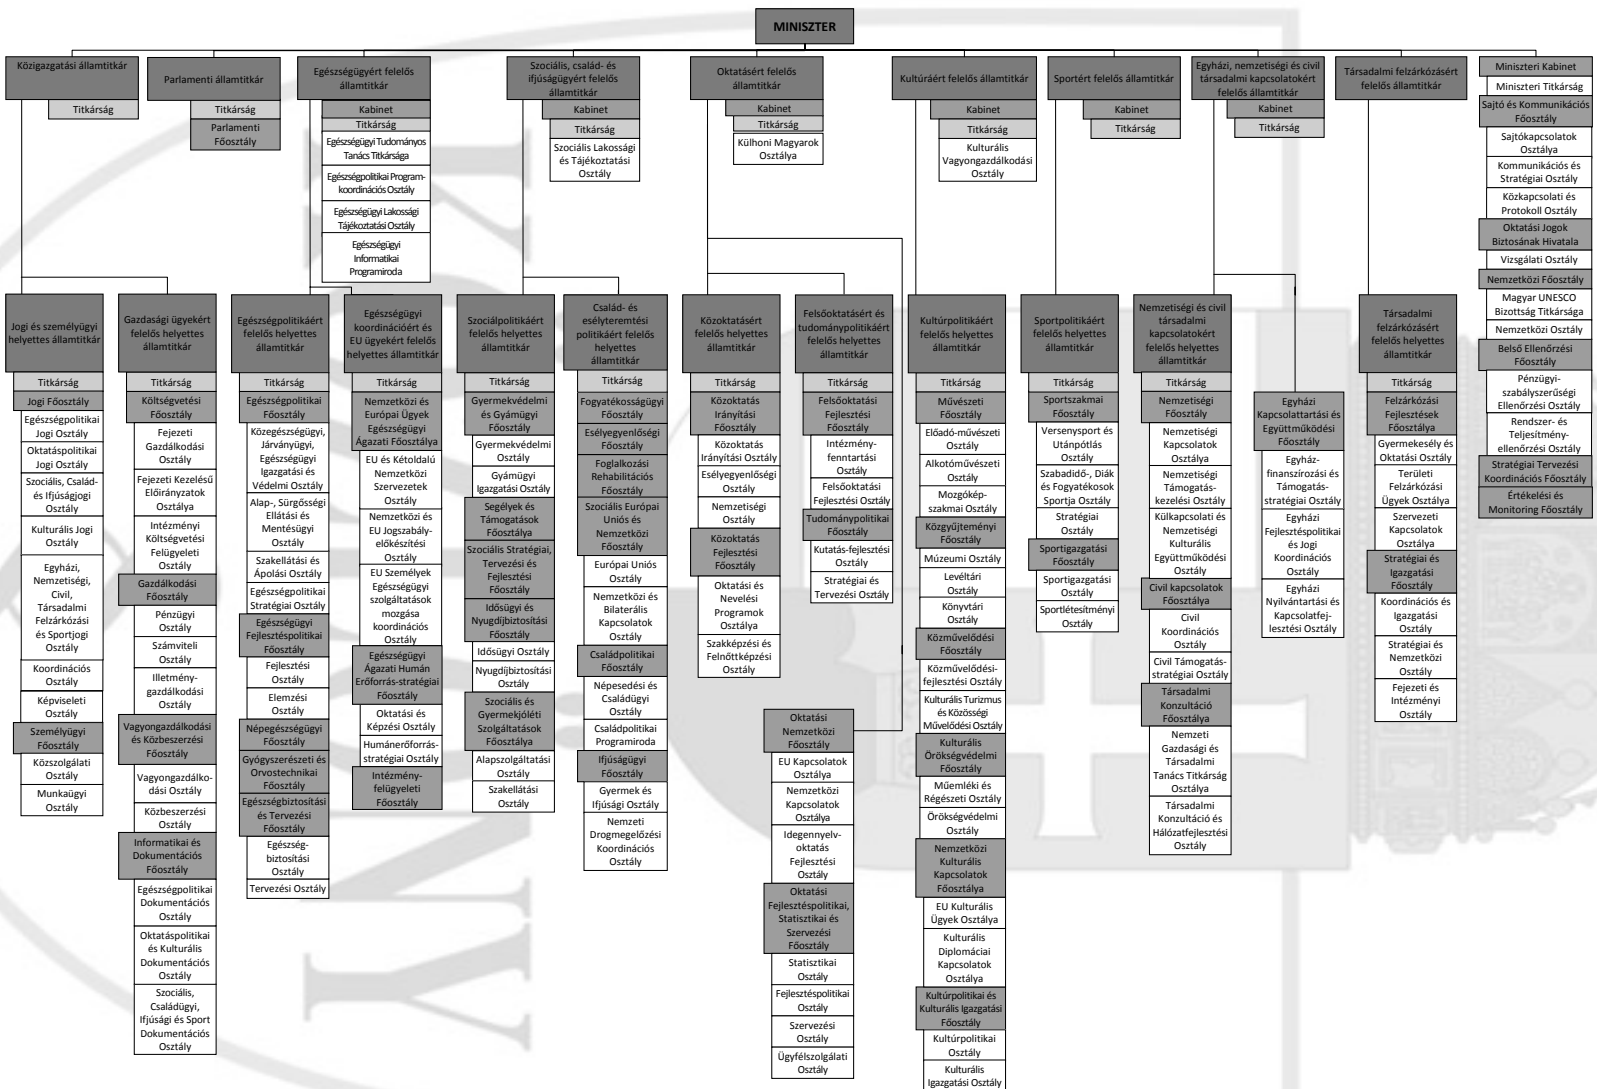 MINISZTER
Közigazgatási államtitkár
Titkárság
Parlamenti államtitkár
Titkárság
Parlamenti
Főosztály
Egészségügyért felelős
államtitkár
Kabinet
Titkárság
Egészségügyi Tudományos
Tanács Titkársága
Egészségpolitikai Program-
koordinációs Osztály
Egészségügyi Lakossági
Tájékoztatási Osztály
Egészségügyi
Informatikai
Programiroda
Szociális, család- és
ifjúságügyért felelős
államtitkár
Kabinet
Titkárság
Szociális Lakossági
és Tájékoztatási
Osztály
Oktatásért felelős
államtitkár
Kabinet
Titkárság
Külhoni Magyarok
Osztálya
Kultúráért felelős államtitkár
Kabinet
Titkárság
Kulturális
Vagyongazdálkodási
Osztály
Sportért felelős államtitkár
Kabinet
Titkárság
Egyházi, nemzetiségi és civil
társadalmi kapcsolatokért
felelős államtitkár
Kabinet
Titkárság
Társadalmi felzárkózásért
felelős államtitkár
Miniszteri Kabinet
Miniszteri Titkárság
Sajtó és Kommunikációs
Főosztály
Sajtókapcsolatok
Osztálya
Kommunikációs és
Stratégiai Osztály
Közkapcsolati és
Protokoll Osztály
Oktatási Jogok
Biztosának Hivatala
Vizsgálati Osztály
Nemzetközi Főosztály
Magyar UNESCO
Bizottság Titkársága
Nemzetközi Osztály
Belső Ellenőrzési
Főosztály
Pénzügyi-
szabályszerűségi
Ellenőrzési Osztály
Rendszer- és
Teljesítmény-
ellenőrzési Osztály
Stratégiai Tervezési
Koordinációs Főosztály
Értékelési és
Monitoring Főosztály
Jogi és személyügyi
helyettes államtitkár
Titkárság
Jogi Főosztály
Egészségpolitikai
Jogi Osztály
Oktatáspolitikai
Jogi Osztály
Szociális, Család-
és Ifjúságjogi
Osztály
Kulturális Jogi
Osztály
Egyházi,
Nemzetiségi,
Civil,
Társadalmi
Felzárkózási
és Sportjogi
Osztály
Koordinációs
Osztály
Képviseleti
Osztály
Személyügyi
Főosztály
Közszolgálati
Osztály
Munkaügyi
Osztály
Gazdasági ügyekért
felelős helyettes
államtitkár
Titkárság
Költségvetési
Főosztály
Fejezeti
Gazdálkodási
Osztály
Fejezeti Kezelésű
Előirányzatok
Osztálya
Intézményi
Költségvetési
Felügyeleti
Osztály
Gazdálkodási
Főosztály
Pénzügyi
Osztály
Számviteli
Osztály
Illetmény-
gazdálkodási
Osztály
Vagyongazdálkodási
és Közbeszerzési
Főosztály
Vagyongazdálko-
dási Osztály
Közbeszerzési
Osztály
Informatikai és
Dokumentációs
Főosztály
Egészségpolitikai
Dokumentációs
Osztály
Oktatáspolitikai
és Kulturális
Dokumentációs
Osztály
Szociális,
Családügyi,
Ifjúsági és Sport
Dokumentációs
Osztály
Egészségpolitikáért
felelős helyettes
államtitkár
Titkárság
Egészségpolitikai
Főosztály
Közegészségügyi,
Járványügyi,
Egészségügyi
Igazgatási és
Védelmi Osztály
Alap-, Sürgősségi
Ellátási és
Mentésügyi
Osztály
Szakellátási és
Ápolási Osztály
Egészségpolitikai
Stratégiai Osztály
Egészségügyi
Fejlesztéspolitikai
Főosztály
Fejlesztési
Osztály
Elemzési
Osztály
Népegészségügyi
Főosztály
Gyógyszerészeti és
Orvostechnikai
Főosztály
Egészségbiztosítási
és Tervezési
Főosztály
Egészség-
biztosítási
Osztály
Tervezési Osztály
Egészségügyi
koordinációért és
EU ügyekért felelős
helyettes államtitkár
Titkárság
Nemzetközi és
Európai Ügyek
Egészségügyi
Ágazati Főosztálya
EU és Kétoldalú
Nemzetközi
Szervezetek
Osztály
Nemzetközi és
EU Jogszabály-
előkészítési
Osztály
EU Személyek
Egészségügyi
szolgáltatások
mozgása
koordinációs
Osztály
Egészségügyi
Ágazati Humán
Erőforrás-stratégiai
Főosztály
Oktatási és
Képzési Osztály
Humánerőforrás-
stratégiai Osztály
Intézmény-
felügyeleti
Főosztály
Szociálpolitikáért
felelős helyettes
államtitkár
Titkárság
Gyermekvédelmi
és Gyámügyi
Főosztály
Gyermekvédelmi
Osztály
Gyámügyi
Igazgatási Osztály
Segélyek és
Támogatások
Főosztálya
Szociális Stratégiai,
Tervezési és
Fejlesztési
Főosztály
Idősügyi és
Nyugdíjbiztosítási
Főosztály
Idősügyi Osztály
Nyugdíjbiztosítási
Osztály
Szociális és
Gyermekjóléti
Szolgáltatások
Főosztálya
Alapszolgáltatási
Osztály
Szakellátási
Osztály
Család- és
esélyteremtési
politikáért felelős
helyettes
államtitkár
Titkárság
Fogyatékosságügyi
Főosztály
Esélyegyenlőségi
Főosztály
Foglalkozási
Rehabilitációs
Főosztály
Szociális Európai
Uniós és
Nemzetközi
Főosztály
Európai Uniós
Osztály
Nemzetközi és
Bilaterális
Kapcsolatok
Osztály
Családpolitikai
Főosztály
Népesedési és
Családügyi
Osztály
Családpolitikai
Programiroda
Ifjúságügyi
Főosztály
Gyermek és
Ifjúsági Osztály
Nemzeti
Drogmegelőzési
Koordinációs
Osztály
Közoktatásért
felelős helyettes
államtitkár
Titkárság
Közoktatás
Irányítási
Főosztály
Közoktatás
Irányítási Osztály
Esélyegyenlőségi
Osztály
Nemzetiségi
Osztály
Közoktatás
Fejlesztési
Főosztály
Oktatási és
Nevelési
Programok
Osztálya
Szakképzési és
Felnőttképzési
Osztály
Felsőoktatásért és
tudománypolitikáért
felelős helyettes
államtitkár
Titkárság
Felsőoktatási
Fejlesztési
Főosztály
Intézmény-
fenntartási
Osztály
Felsőoktatási
Fejlesztési Osztály
Tudománypolitikai
Főosztály
Kutatás-fejlesztési
Osztály
Stratégiai és
Tervezési Osztály
Oktatási
Nemzetközi
Főosztály
EU Kapcsolatok
Osztálya
Nemzetközi
Kapcsolatok
Osztálya
Idegennyelv-
oktatás
Fejlesztési
Osztály
Oktatási
Fejlesztéspolitikai,
Statisztikai és
Szervezési
Főosztály
Statisztikai
Osztály
Fejlesztéspolitikai
Osztály
Szervezési
Osztály
Ügyfélszolgálati
Osztály
Kultúrpolitikáért
felelős helyettes
államtitkár
Titkárság
Művészeti
Főosztály
Előadó-művészeti
Osztály
Alkotóművészeti
Osztály
Mozgókép-
szakmai Osztály
Közgyűjteményi
Főosztály
Múzeumi Osztály
Levéltári
Osztály
Könyvtári
Osztály
Közművelődési
Főosztály
Közművelődés-
fejlesztési Osztály
Kulturális Turizmus
és Közösségi
Művelődési Osztály
Kulturális
Örökségvédelmi
Főosztály
Műemléki és
Régészeti Osztály
Örökségvédelmi
Osztály
Nemzetközi
Kulturális
Kapcsolatok
Főosztálya
EU Kulturális
Ügyek Osztálya
Kulturális
Diplomáciai
Kapcsolatok
Osztálya
Kultúrpolitikai és
Kulturális Igazgatási
Főosztály
Kultúrpolitikai
Osztály
Kulturális
Igazgatási Osztály
Sportpolitikáért
felelős helyettes
államtitkár
Titkárság
Sportszakmai
Főosztály
Versenysport és
Utánpótlás
Osztály
Szabadidő-, Diák
és Fogyatékosok
Sportja Osztály
Stratégiai
Osztály
Sportigazgatási
Főosztály
Sportigazgatási
Osztály
Sportlétesítményi
Osztály
Nemzetiségi és civil
társadalmi
kapcsolatokért
felelős helyettes
államtitkár
Titkárság
Nemzetiségi
Főosztály
Nemzetiségi
Kapcsolatok
Osztálya
Nemzetiségi
Támogatás-
kezelési Osztály
Külkapcsolati és
Nemzetiségi
Kulturális
Együttműködési
Osztály
Civil kapcsolatok
Főosztálya
Civil
Koordinációs
Osztály
Civil Támogatás-
stratégiai Osztály
Társadalmi
Konzultáció
Főosztálya
Nemzeti
Gazdasági és
Társadalmi
Tanács Titkárság
Osztálya
Társadalmi
Konzultáció és
Hálózatfejlesztési
Osztály
Egyházi
Kapcsolattartási és
Együttműködési
Főosztály
Egyház-
finanszírozási és
Támogatás-
stratégiai Osztály
Egyházi
Fejlesztéspolitikai
és Jogi
Koordinációs
Osztály
Egyházi
Nyilvántartási és
Kapcsolatfej-
lesztési Osztály
Társadalmi
felzárkózásért
felelős helyettes
államtitkár
Titkárság
Felzárkózási
Fejlesztések
Főosztálya
Gyermekesély és
Oktatási Osztály
Területi
Felzárkózási
Ügyek Osztálya
Szervezeti
Kapcsolatok
Osztálya
Stratégiai és
Igazgatási
Főosztály
Koordinációs és
Igazgatási
Osztály
Stratégiai és
Nemzetközi
Osztály
Fejezeti és
Intézményi
Osztály